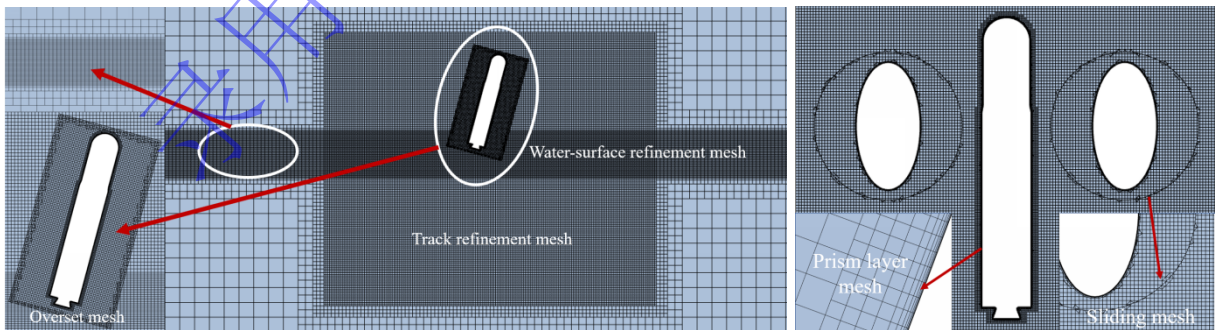 Water-surface refinement mesh
Track refinement mesh
Overset mesh
Prism layer
mesh
Sliding mesh